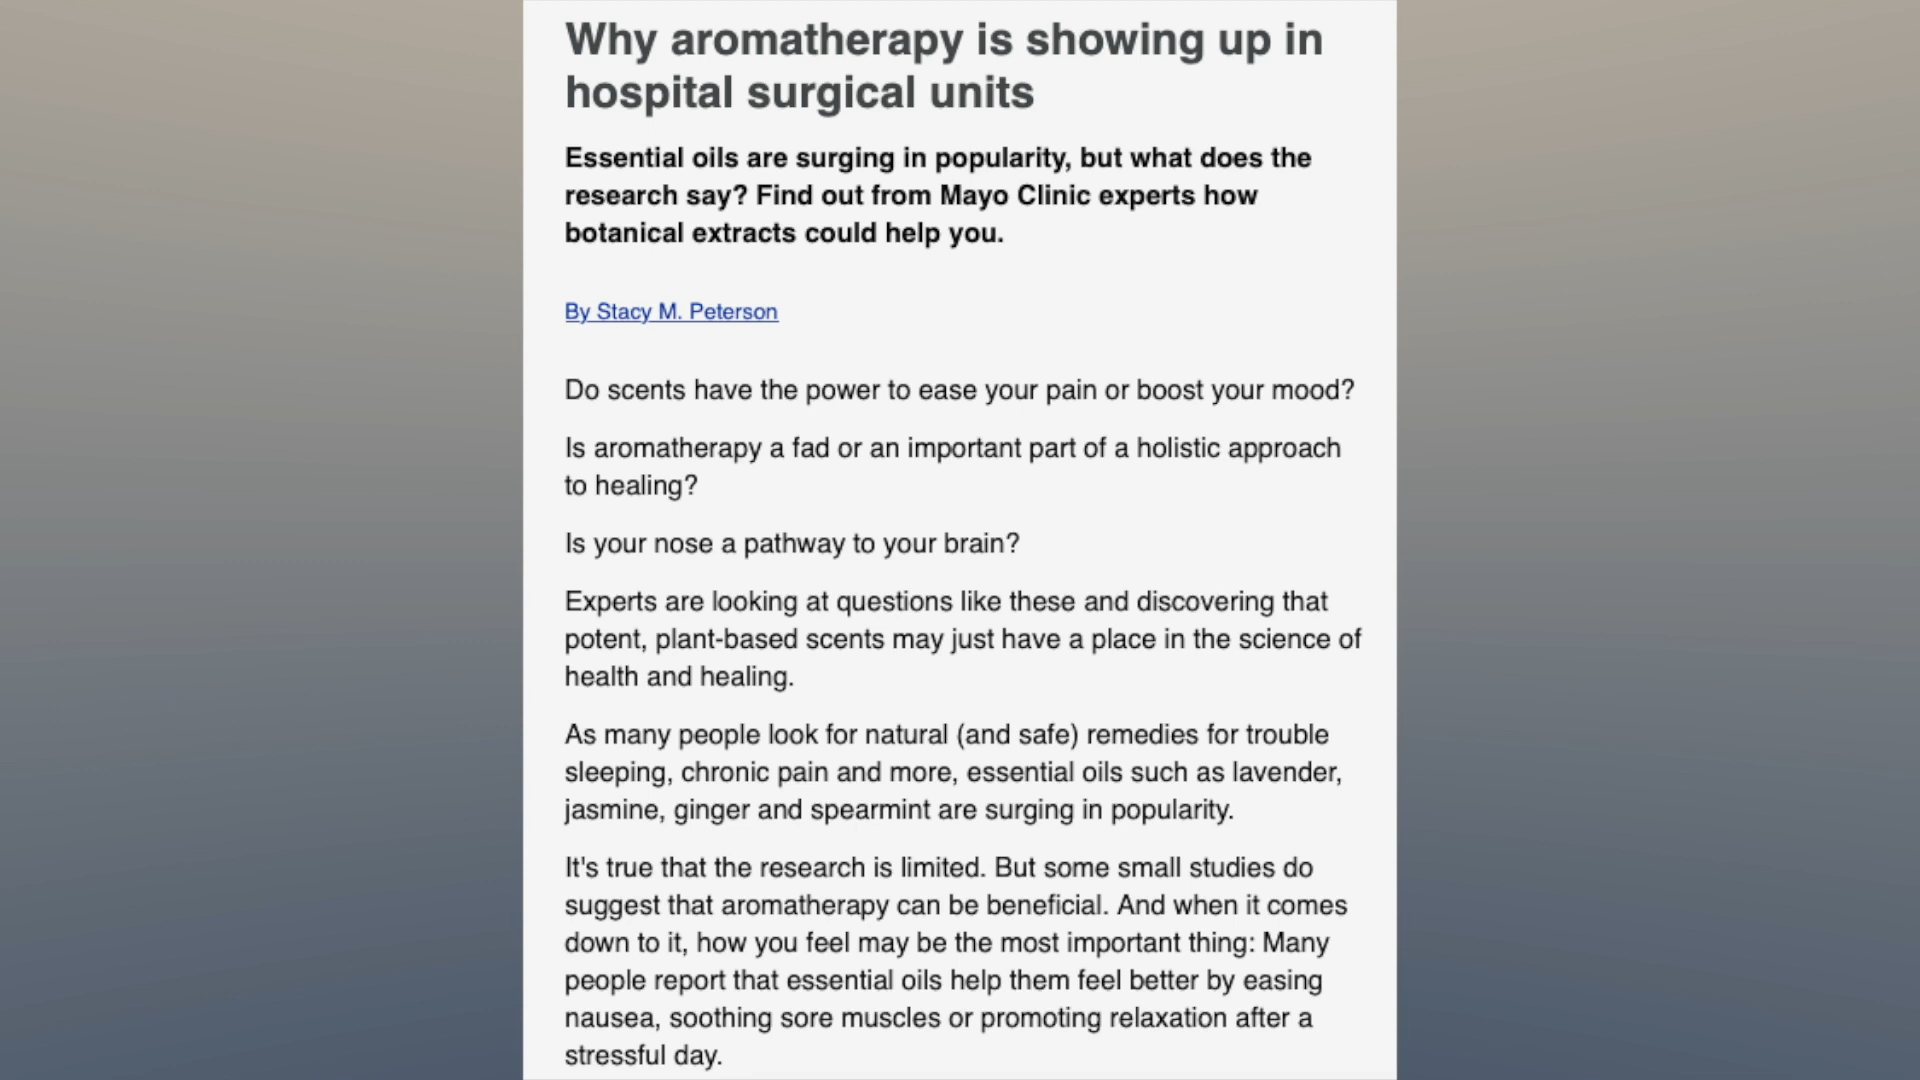 Why aromatherapy is showing up in
hospital surgical units
Essential oils are surging in popularity, but what does the
research say? Find out from Mayo Clinic experts how
botanical extracts could help you.
By Stacy M. Peterson
Do scents have the power to ease your pain or boost your mood?
Is aromatherapy a fad or an important part of a holistic approach
to healing?
Is your nose a pathway to your brain?
Experts are looking at questions like these and discovering that
potent, plant-based scents may just have a place in the science of
health and healing.
As many people look for natural (and safe) remedies for trouble
sleeping, chronic pain and more, essential oils such as lavender,
jasmine, ginger and spearmint are surging in popularity.
It's true that the research is limited. But some small studies do
suggest that aromatherapy can be beneficial. And when it comes
down to it, how you feel may be the most important thing: Many
people report that essential oils help them feel better by easing
nausea, soothing sore muscles or promoting relaxation after a
stressful day.